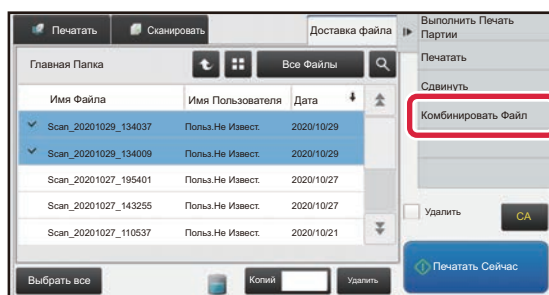 Печатать
Сканировать
Доставка файла
Главная Папка
Все Файлы
Имя Файла
Имя Пользователя
Дата
Scan_20201029_134037
Польз.Не Извест.
2020/10/29
Scan_20201029_134009
Польз.Не Извест.
2020/10/29
Scan_20201027_195401
Польз.Не Извест.
2020/10/27
Scan_20201027_143255
Польз.Не Извест.
2020/10/27
Scan_20201027_110537
Польз.Не Извест.
2020/10/21
Выбрать все
Копий
Удалить
Выполнить Печать
Партии
Печатать
Сдвинуть
Комбинировать Файл
Удалить
CA
Печатать Сейчас